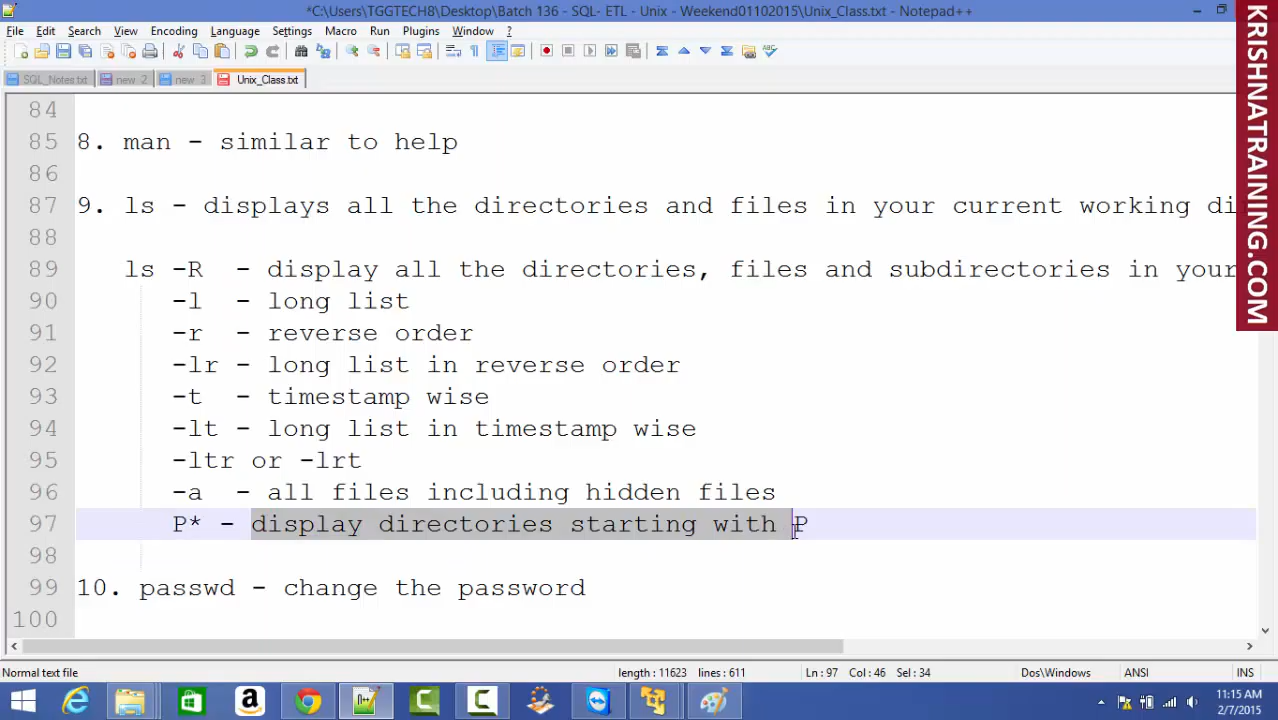 *C:\Users\TGGTECH8\Desktop\Batch 136 - SQL- ETL - Unix - Weekend01102015\Unix_Class.txt - Notepad++
File Edit Search View Encoding Language Settings Macro Run Plugins Window ?
SQL_Notes.txt new 2 new 3 Unix_Class.txt
84
85 8. man - similar to help
86
87 9. ls - displays all the directories and files in your current working di
88
89 ls -R - display all the directories, files and subdirectories in your
90 -l - long list
91 -r - reverse order
92 -lr - long list in reverse order
93 -t - timestamp wise
94 -lt - long list in timestamp wise
95 -ltr or -lrt
96 -a - all files including hidden files
97 P* - display directories starting with P
98
99 10. passwd - change the password
100
Normal text file length : 11623 lines : 611 Ln : 97 Col : 46 Sel : 34 Dos\Windows ANSI INS
11:15 AM
2/7/2015
KRISHNATRAINING.COM